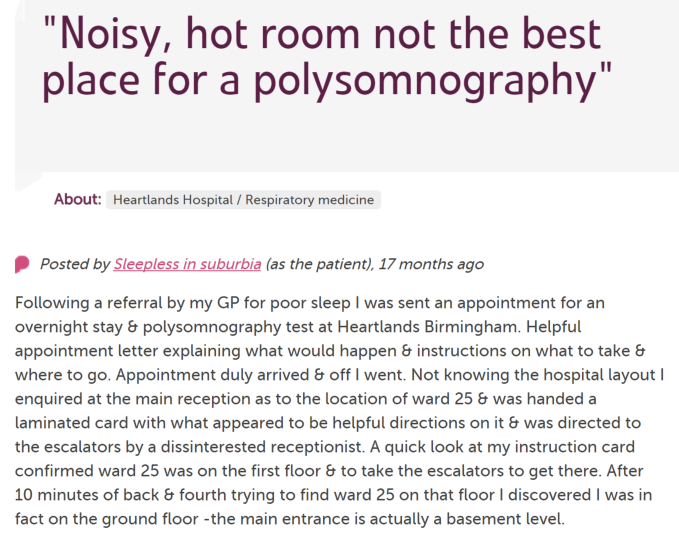 "Noisy, hot room not the best
place for a polysomnography"
About: Heartlands Hospital / Respiratory medicine
Posted by Sleepless in suburbia (as the patient), 17 months ago
Following a referral by my GP for poor sleep I was sent an appointment for an
overnight stay & polysomnography test at Heartlands Birmingham. Helpful
appointment letter explaining what would happen & instructions on what to take &
where to go. Appointment duly arrived & off I went. Not knowing the hospital layout I
enquired at the main reception as to the location of ward 25 & was handed a
laminated card with what appeared to be helpful directions on it & was directed to
the escalators by a dissinterested receptionist. A quick look at my instruction card
confirmed ward 25 was on the first floor & to take the escalators to get there. After
10 minutes of back & fourth trying to find ward 25 on that floor I discovered I was in
fact on the ground floor -the main entrance is actually a basement level.